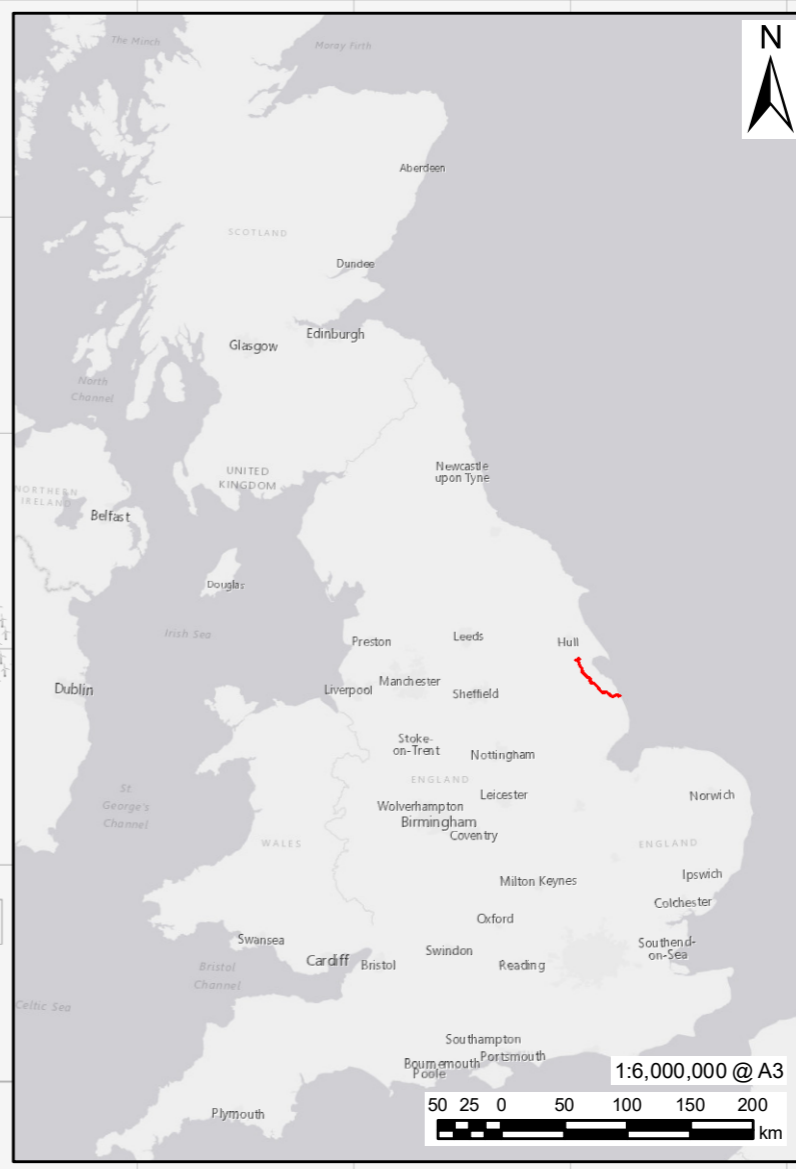 The Minch
Moray Firth
N
Aberdeen
SCOTLAND
Dundee
Edinburgh
Glasgow
North
Channel
Newcastle
upon Tyne
UNITED
KINGDOM
NORTHERN
IRELAND
Belfast
Douglas
Irish Sea
Preston
Leeds
Hull
Dublin
Liverpool
Manchester
Sheffield
Stoke-
on-Trent
Nottingham
ENGLAND
St.
George's
Channel
Leicester
Norwich
Wolverhampton
Birmingham
Coventry
WALES
ENGLAND
Milton Keynes
Ipswich
Colchester
Oxford
Swansea
Cardiff
Bristol
Swindon
Reading
Southend-
on-Sea
Bristol
Channel
Celtic Sea
Southampton
Portsmouth
Bournemouth
Poole
Plymouth
1:6,000,000 @ A3
50 25 0 50 100 150 200
km